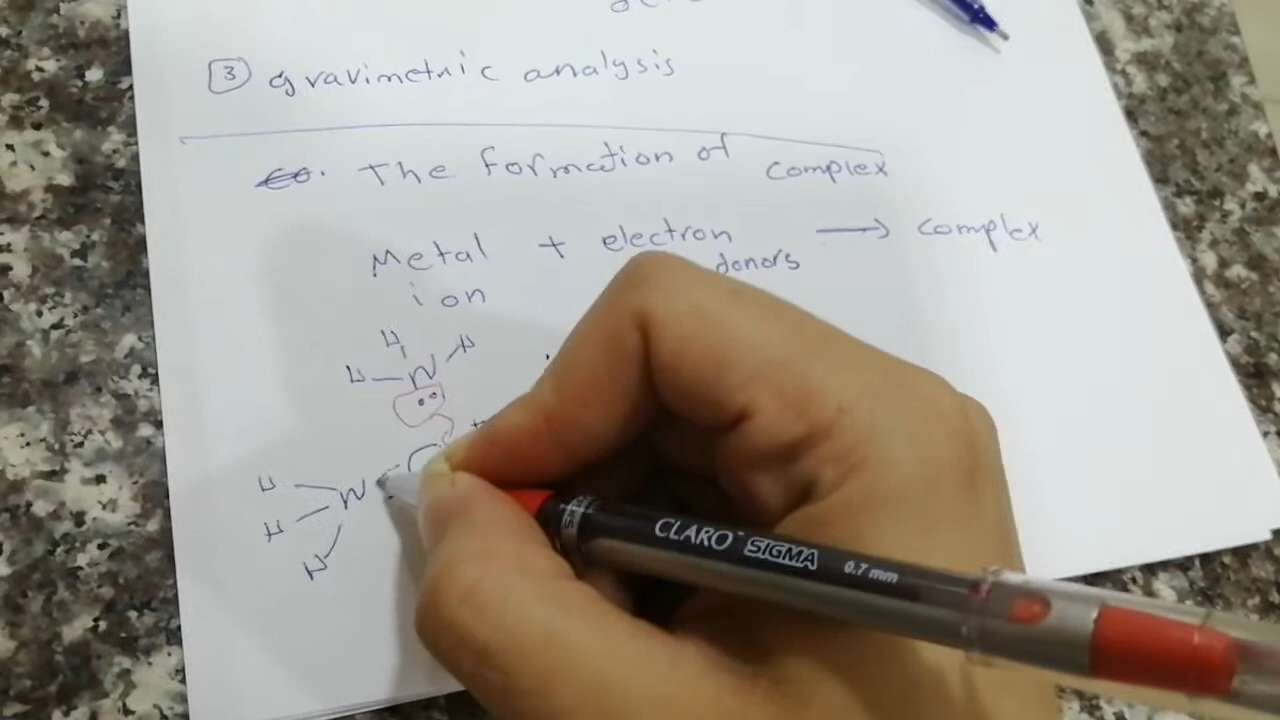 3 gravimetric analysis
The formation of complex
Metal ion + electron donors → complex
H H
H N
H N
H
H
CLARO SIGMA 0.7 mm